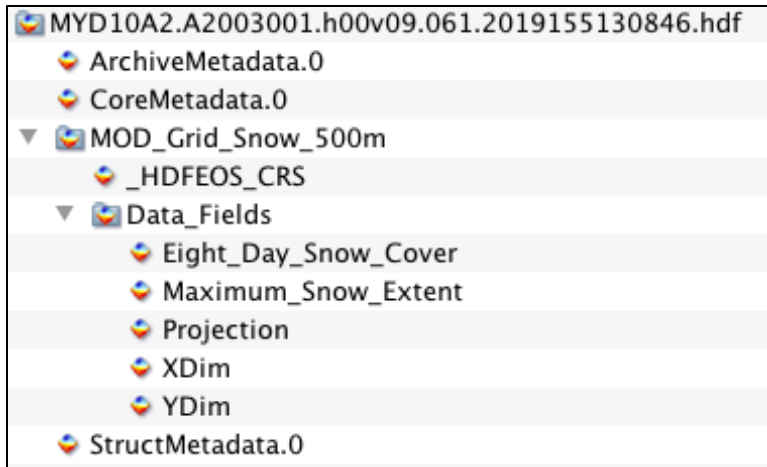 MYD10A2.A2003001.h00v09.061.2019155130846.hdf
ArchiveMetadata.0
CoreMetadata.0
MOD_Grid_Snow_500m
_HDFEOS_CRS
Data_Fields
Eight_Day_Snow_Cover
Maximum_Snow_Extent
Projection
XDim
YDim
StructMetadata.0